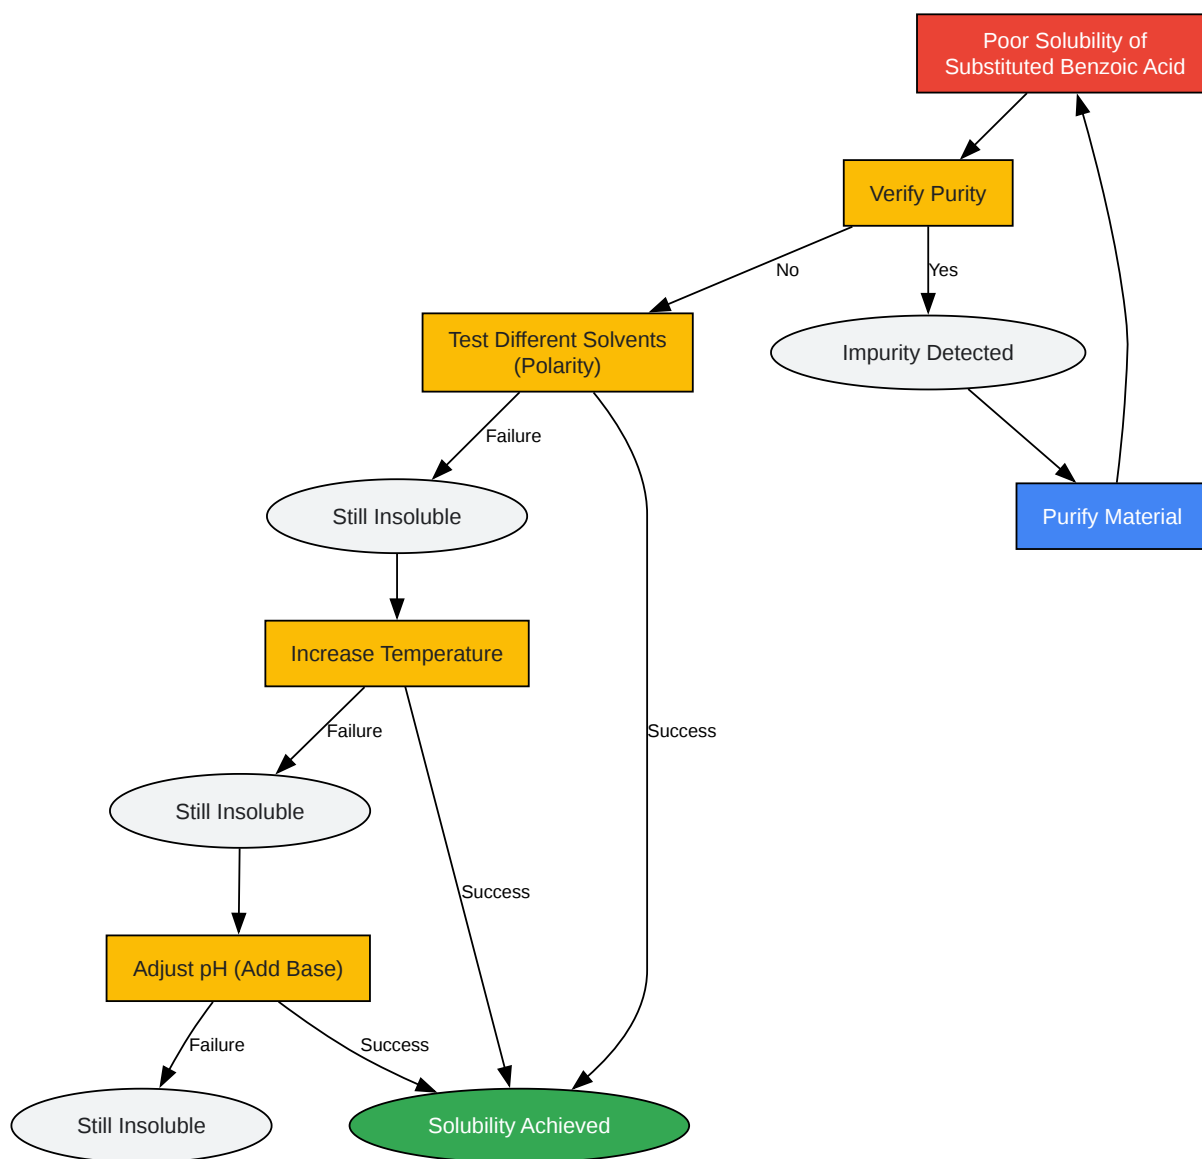 Poor Solubility of
Substituted Benzoic Acid
Verify Purity
No
Yes
Test Different Solvents
(Polarity)
Impurity Detected
Failure
Still Insoluble
Purify Material
Increase Temperature
Failure
Success
Still Insoluble
Success
Adjust pH (Add Base)
Failure
Success
Still Insoluble
Solubility Achieved